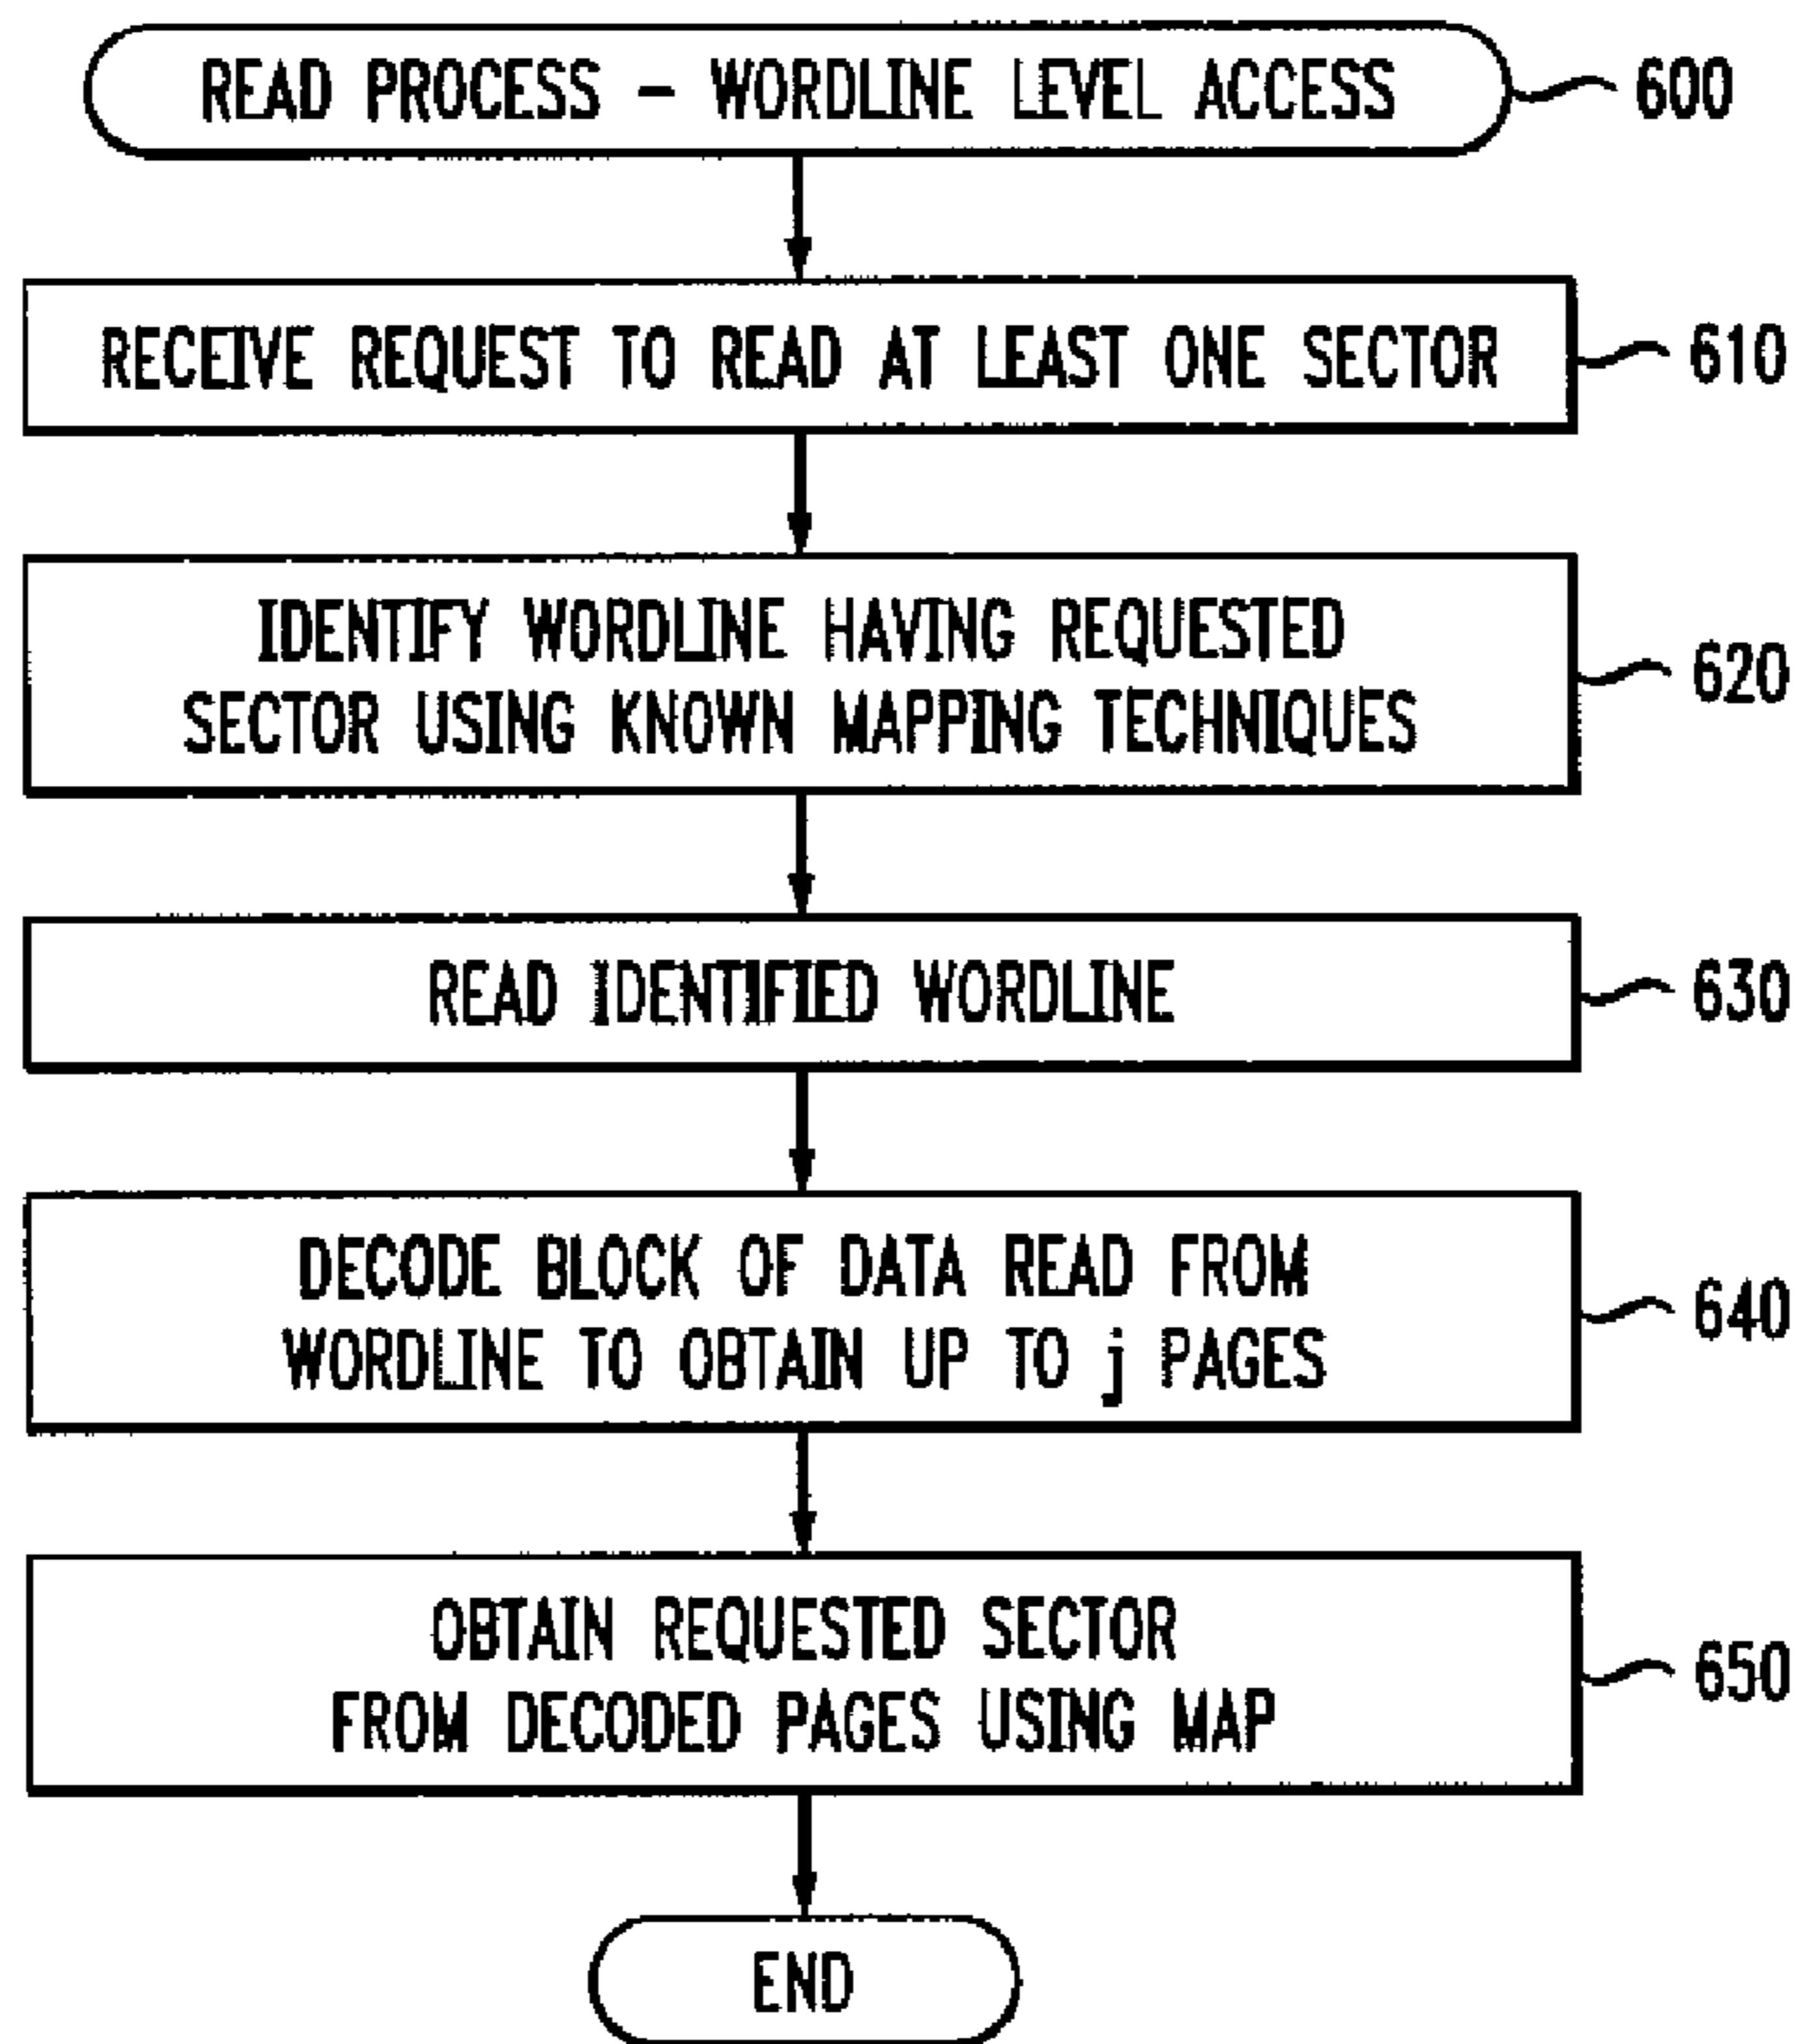 READ PROCESS - WORDLINE LEVEL ACCESS 600
RECEIVE REQUEST TO READ AT LEAST ONE SECTOR 610
IDENTIFY WORDLINE HAVING REQUESTED
SECTOR USING KNOWN MAPPING TECHNIQUES
620
READ IDENTIFIED WORDLINE 630
DECODE BLOCK OF DATA READ FROM
WORDLINE TO OBTAIN UP TO j PAGES
640
OBTAIN REQUESTED SECTOR
FROM DECODED PAGES USING MAP
650
END